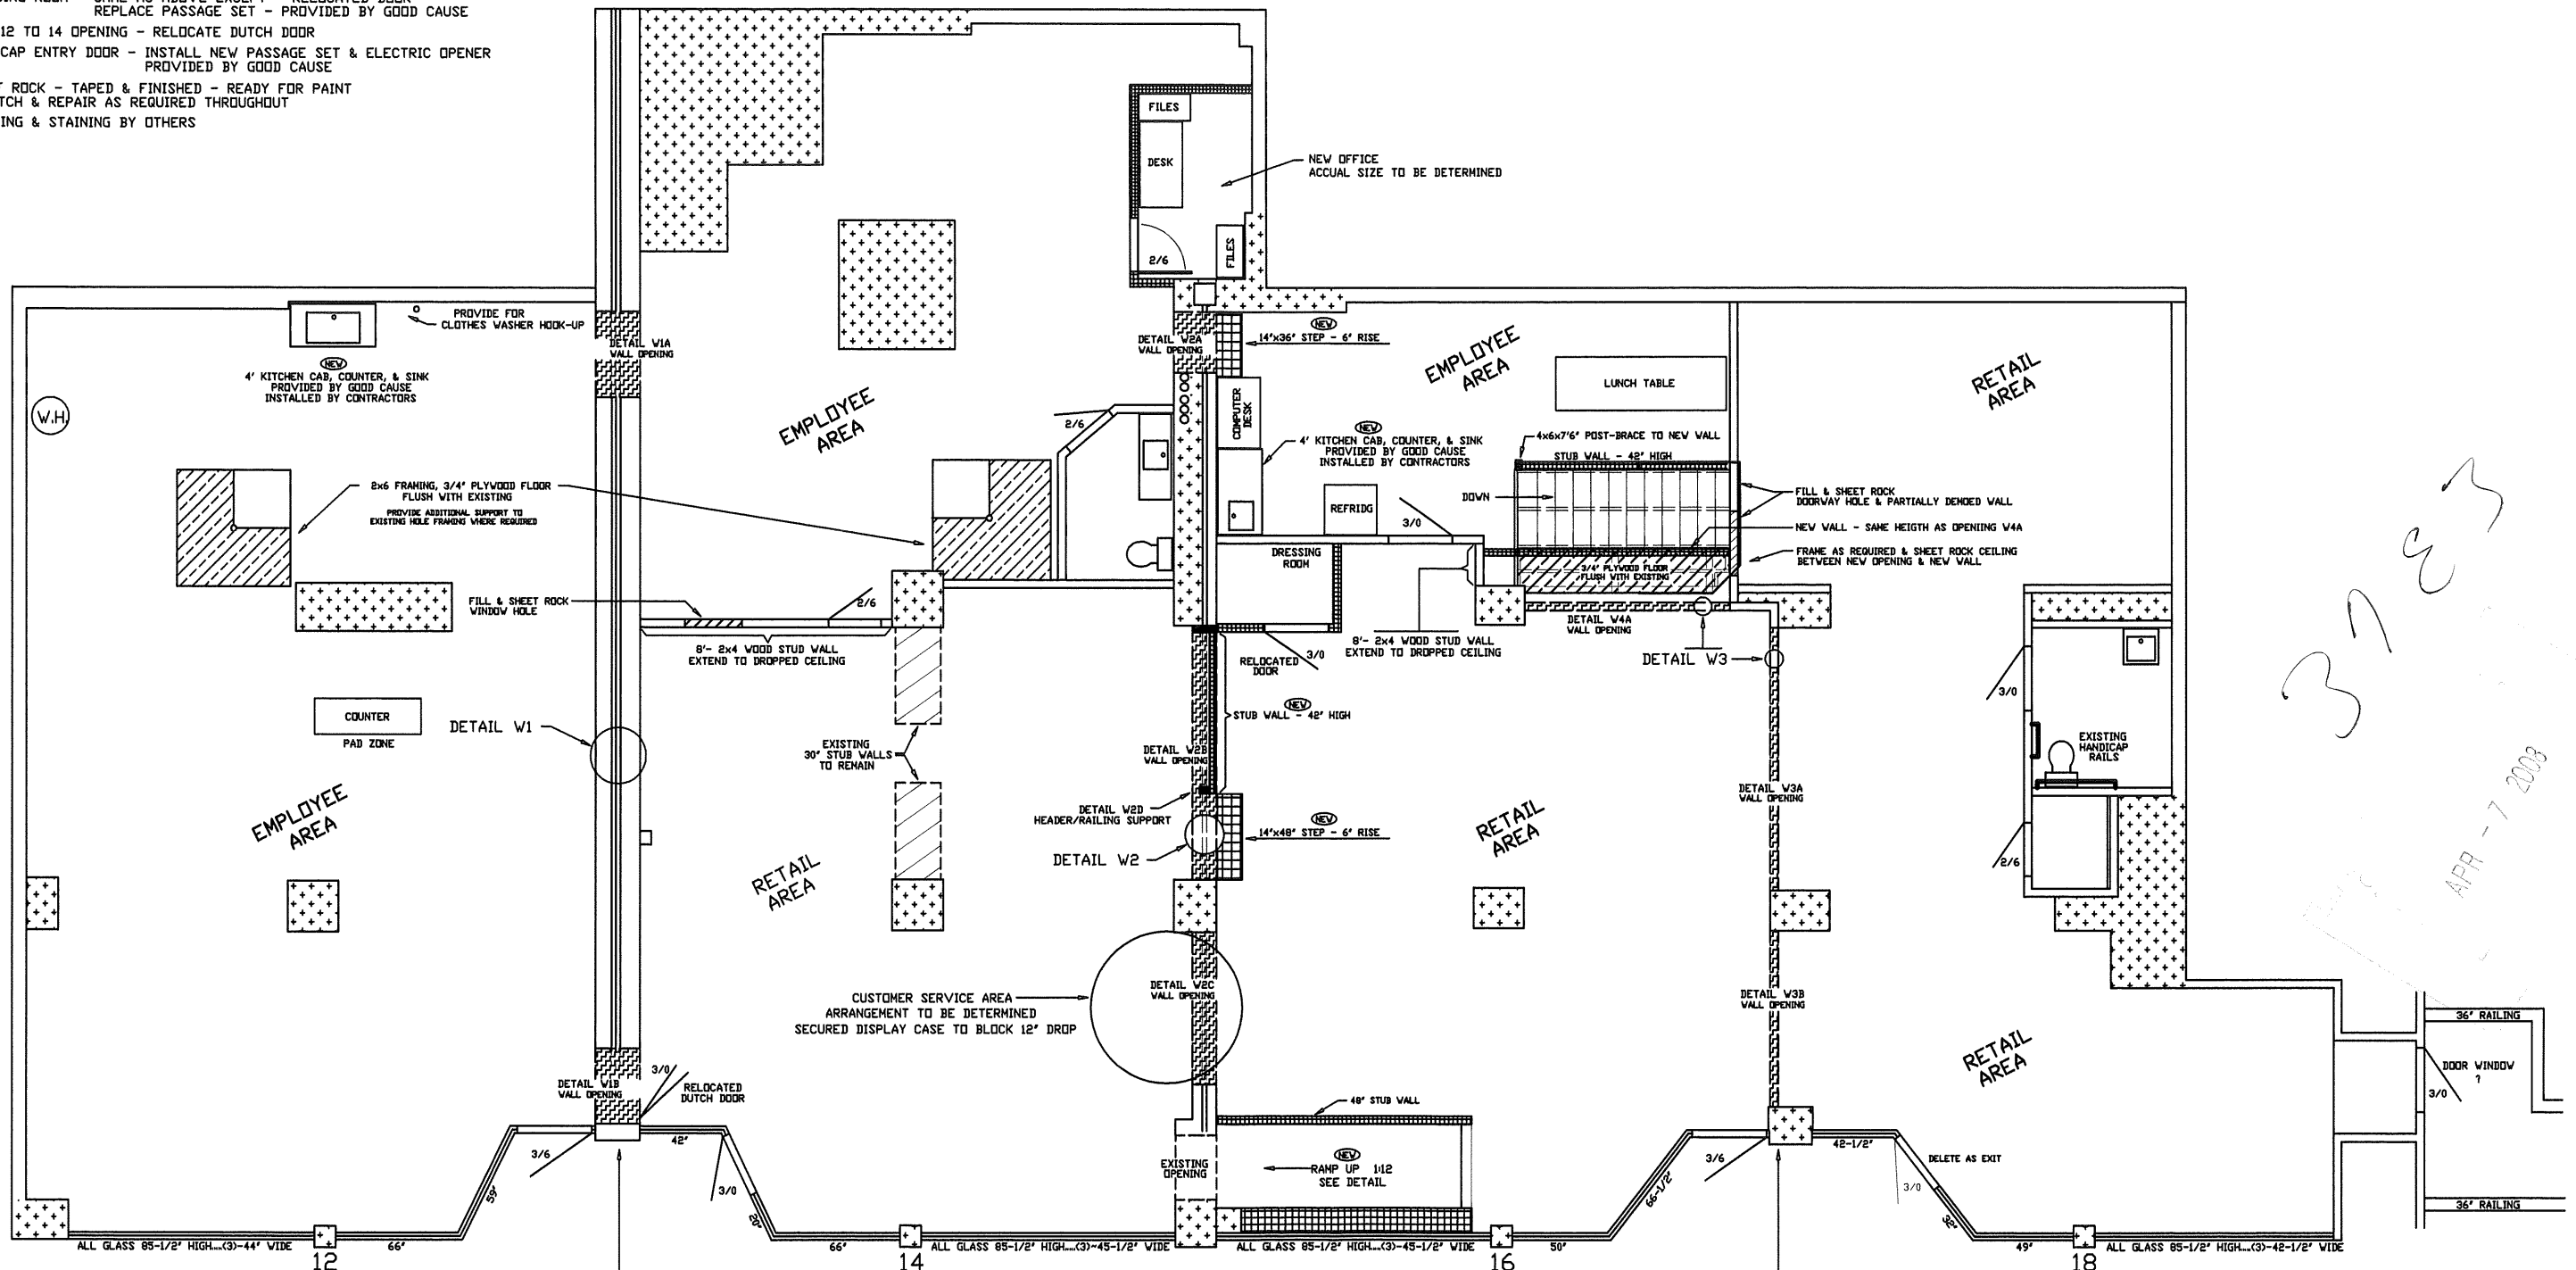 REPLACE PASSAGE SET - PROVIDED BY GOOD CAUSE
12 TO 14 OPENING - RELOCATE DUTCH DOOR
CAP ENTRY DOOR - INSTALL NEW PASSAGE SET & ELECTRIC OPENER
PROVIDED BY GOOD CAUSE
ROCK - TAPED & FINISHED - READY FOR PAINT
TCH & REPAIR AS REQUIRED THROUGHOUT
ING & STAINING BY OTHERS
FILES
DESK
NEW OFFICE
ACCUAL SIZE TO BE DETERMINED
FILES
2/6
PROVIDE FOR
CLOTHES WASHER HOOK-UP
NEW
4' KITCHEN CAB, COUNTER, & SINK
PROVIDED BY GOOD CAUSE
INSTALLED BY CONTRACTORS
W.H.
DETAIL W1A
WALL OPENING
DETAIL W2A
WALL OPENING
NEW
14"x36" STEP - 6" RISE
EMPLOYEE
AREA
LUNCH TABLE
RETAIL
AREA
EMPLOYEE
AREA
2/6
COMPUTER
DESK
NEW
4' KITCHEN CAB, COUNTER, & SINK
PROVIDED BY GOOD CAUSE
INSTALLED BY CONTRACTORS
4x6x7'6" POST-BRACE TO NEW WALL
STUB WALL - 42" HIGH
2x6 FRAMING, 3/4" PLYWOOD FLOOR
FLUSH WITH EXISTING
PROVIDE ADDITIONAL SUPPORT TO
EXISTING HOLE FRAMING WHERE REQUIRED
REFRIDG
3/0
DOWN
FILL & SHEET ROCK
DOORWAY HOLE & PARTIALLY DEMOED WALL
NEW WALL - SAME HEIGTH AS OPENING W4A
FRAME AS REQUIRED & SHEET ROCK CEILING
BETWEEN NEW OPENING & NEW WALL
3/4" PLYWOOD FLOOR
FLUSH WITH EXISTING
DRESSING
ROOM
FILL & SHEET ROCK
WINDOW HOLE
2/6
8'- 2x4 WOOD STUD WALL
EXTEND TO DROPPED CEILING
RELOCATED
DOOR
3/0
8'- 2x4 WOOD STUD WALL
EXTEND TO DROPPED CEILING
DETAIL W4A
WALL OPENING
DETAIL W3
COUNTER
PAD ZONE
DETAIL W1
EXISTING
30" STUB WALLS
TO REMAIN
NEW
STUB WALL - 42" HIGH
DETAIL W2B
WALL OPENING
3/0
EXISTING
HANDICAP
RAILS
DETAIL W2D
HEADER/RAILING SUPPORT
NEW
14"x48" STEP - 6" RISE
DETAIL W2
DETAIL W3A
WALL OPENING
EMPLOYEE
AREA
RETAIL
AREA
RETAIL
AREA
2/6
CUSTOMER SERVICE AREA
ARRANGEMENT TO BE DETERMINED
SECURED DISPLAY CASE TO BLOCK 12" DROP
DETAIL W2C
WALL OPENING
DETAIL W3B
WALL OPENING
RETAIL
AREA
36" RAILING
DOOR WINDOW
?
3/0
36" RAILING
DETAIL W1B
WALL OPENING
3/0
RELOCATED
DUTCH DOOR
48" STUB WALL
NEW
RAMP UP 1:12
SEE DETAIL
EXISTING
OPENING
3/6
42"
3/0
59"
3/6
66-1/2"
42-1/2"
DELETE AS EXIT
3/0
ALL GLASS 85-1/2" HIGH....(3)-44" WIDE
66"
66"
ALL GLASS 85-1/2" HIGH....(3)-45-1/2" WIDE
ALL GLASS 85-1/2" HIGH....(3)-45-1/2" WIDE
50"
49"
ALL GLASS 85-1/2" HIGH....(3)-42-1/2" WIDE
12
14
16
18
APR - 7 2008